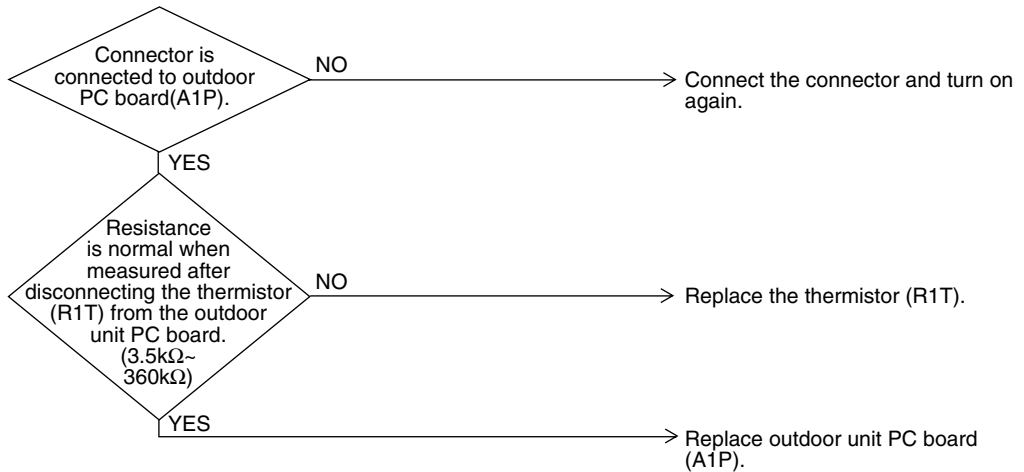 Connector is
connected to outdoor
PC board(A1P).
NO
Connect the connector and turn on
again.
YES
Resistance
is normal when
measured after
disconnecting the thermistor
(R1T) from the outdoor
unit PC board.
(3.5kΩ~
360kΩ)
NO
Replace the thermistor (R1T).
YES
Replace outdoor unit PC board
(A1P).